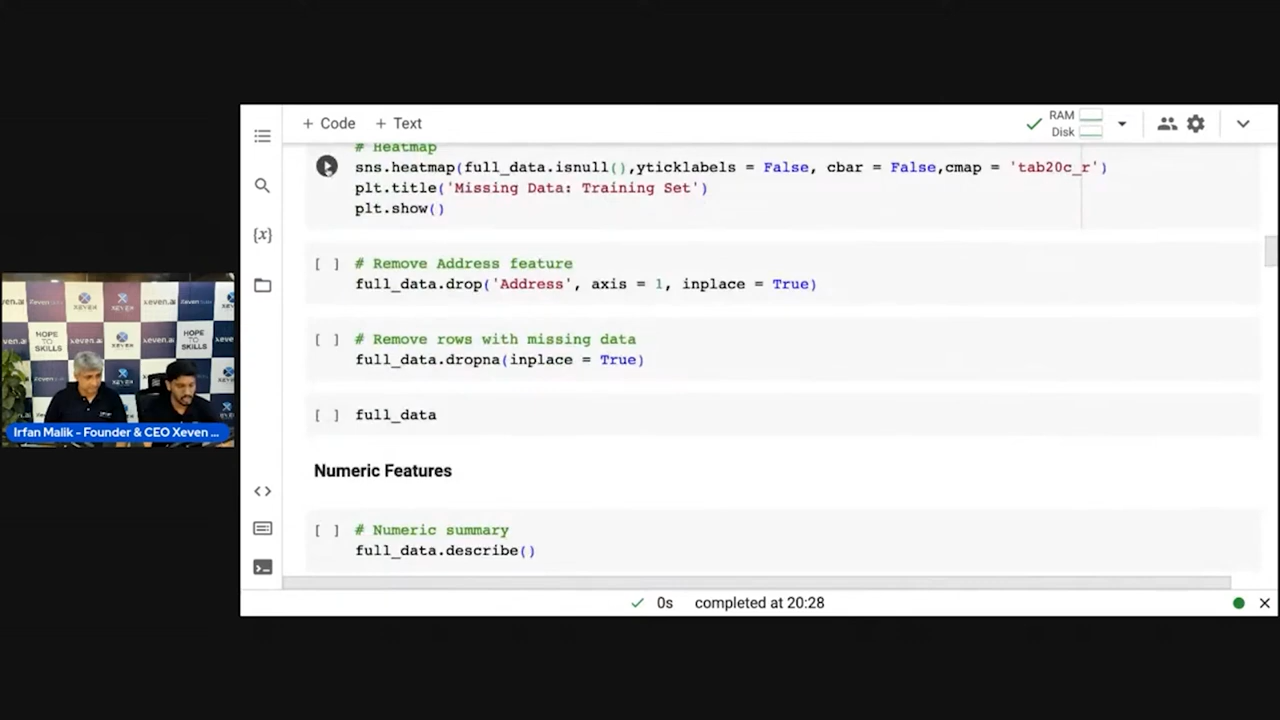 + Code + Text
RAM
Disk
# Heatmap
sns.heatmap(full_data.isnull(),yticklabels = False, cbar = False,cmap = 'tab20c_r')
plt.title('Missing Data: Training Set')
plt.show()
{x}
[ ] # Remove Address feature
full_data.drop('Address', axis = 1, inplace = True)
[ ] # Remove rows with missing data
full_data.dropna(inplace = True)
[ ] full_data
Numeric Features
[ ] # Numeric summary
full_data.describe()
0s completed at 20:28
HOPE
TO
SKILLS
xeven.ai
HOPE
TO
SKILLS
Irfan Malik - Founder & CEO Xeven ...